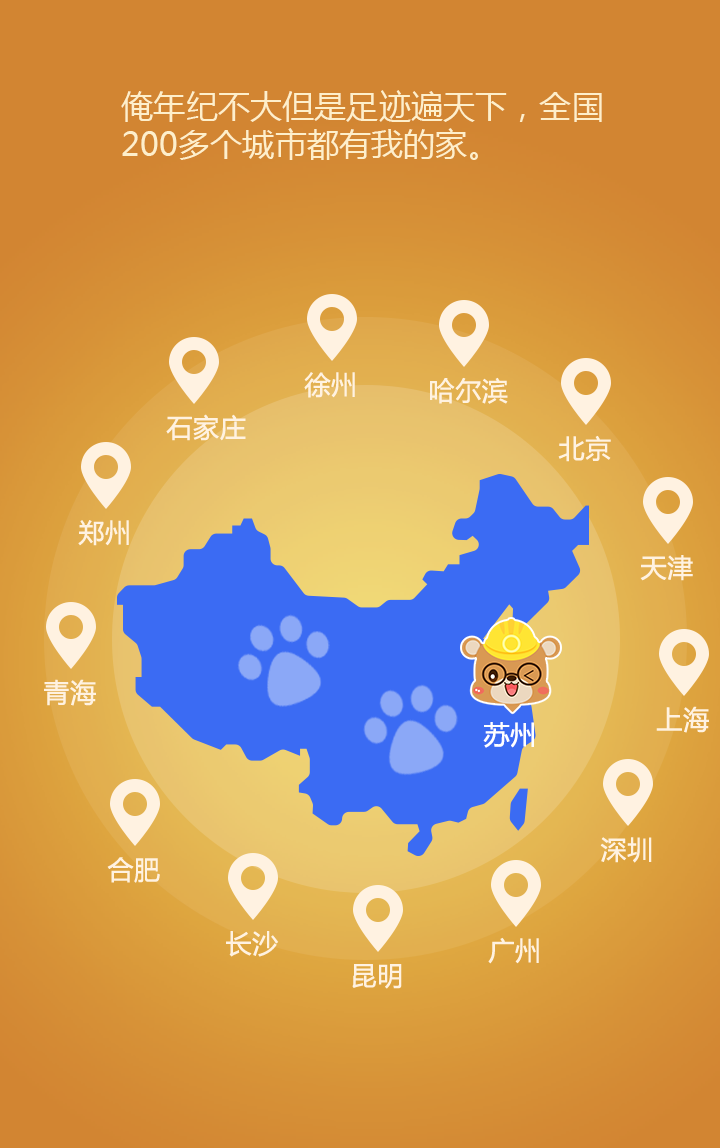 俺年纪不大但是足迹遍天下，全国
200多个城市都有我的家。
徐州
哈尔滨
石家庄
北京
郑州
天津
青海
上海
苏州
深圳
合肥
长沙
广州
昆明